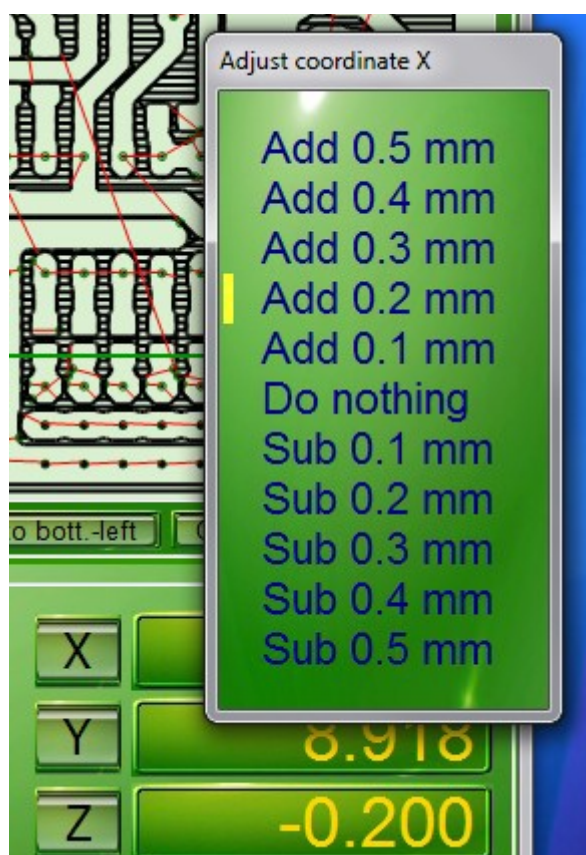 Adjust coordinate X
Add 0.5 mm
Add 0.4 mm
Add 0.3 mm
Add 0.2 mm
Add 0.1 mm
Do nothing
Sub 0.1 mm
Sub 0.2 mm
Sub 0.3 mm
Sub 0.4 mm
Sub 0.5 mm
o bott.-left
X
Y 8.918
Z -0.200